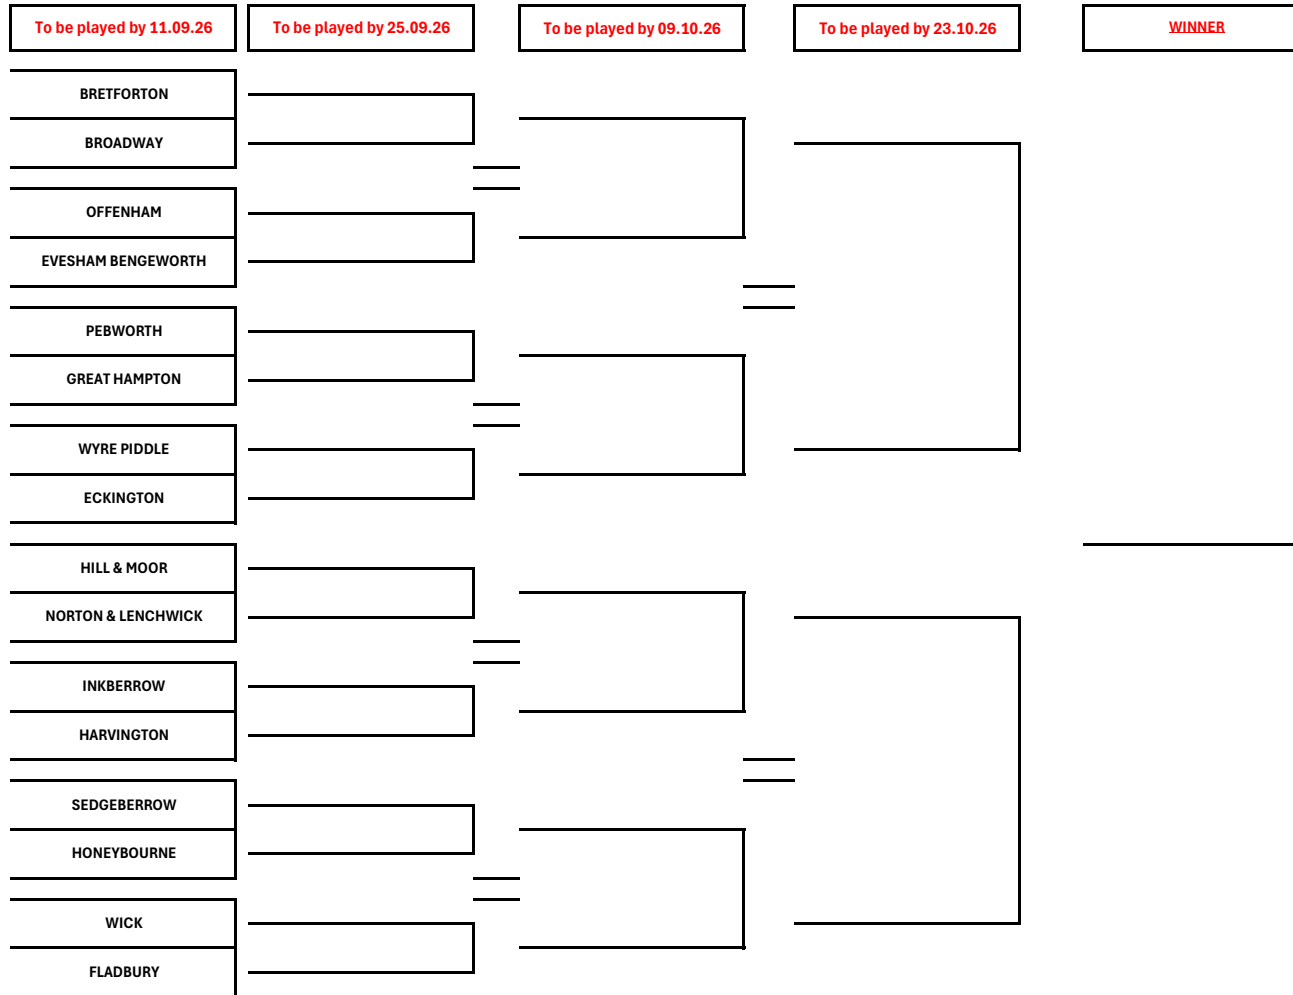 To be played by 11.09.26
To be played by 25.09.26
To be played by 09.10.26
To be played by 23.10.26
WINNER
BRETFORTON
BROADWAY
OFFENHAM
EVESHAM BENGEWORTH
PEBWORTH
GREAT HAMPTON
WYRE PIDDLE
ECKINGTON
HILL & MOOR
NORTON & LENCHWICK
INKBERROW
HARVINGTON
SEDGEBERROW
HONEYBOURNE
WICK
FLADBURY